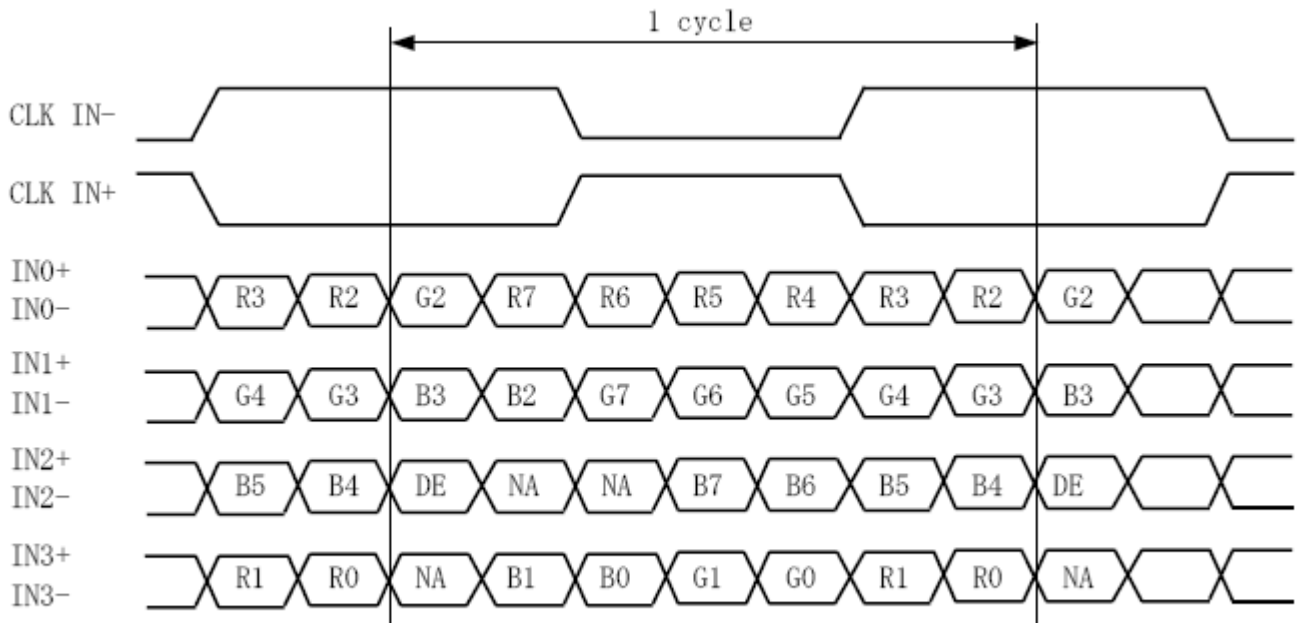 1 cycle
CLK IN-
CLK IN+
IN0+
IN0-
R3 R2 G2 R7 R6 R5 R4 R3 R2 G2
IN1+
IN1-
G4 G3 B3 B2 G7 G6 G5 G4 G3 B3
IN2+
IN2-
B5 B4 DE NA NA B7 B6 B5 B4 DE
IN3+
IN3-
R1 R0 NA B1 B0 G1 G0 R1 R0 NA